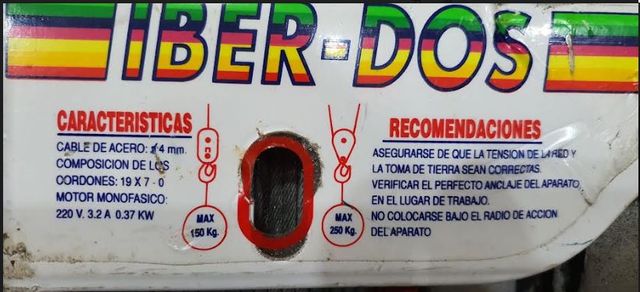 IBER-DOS
CARACTERISTICAS
CABLE DE ACERO: ø4 mm.
COMPOSICION DE LOS
CORDONES: 19 X 7 - 0
MOTOR MONOFASICO:
220 V. 3.2 A 0.37 KW
MAX
150 Kg.
MAX
250 Kg.
RECOMENDACIONES
ASEGURARSE DE QUE LA TENSION DE LA RED Y
LA TOMA DE TIERRA SEAN CORRECTAS.
VERIFICAR EL PERFECTO ANCLAJE DEL APARATO
EN EL LUGAR DE TRABAJO.
NO COLOCARSE BAJO EL RADIO DE ACCION
DEL APARATO